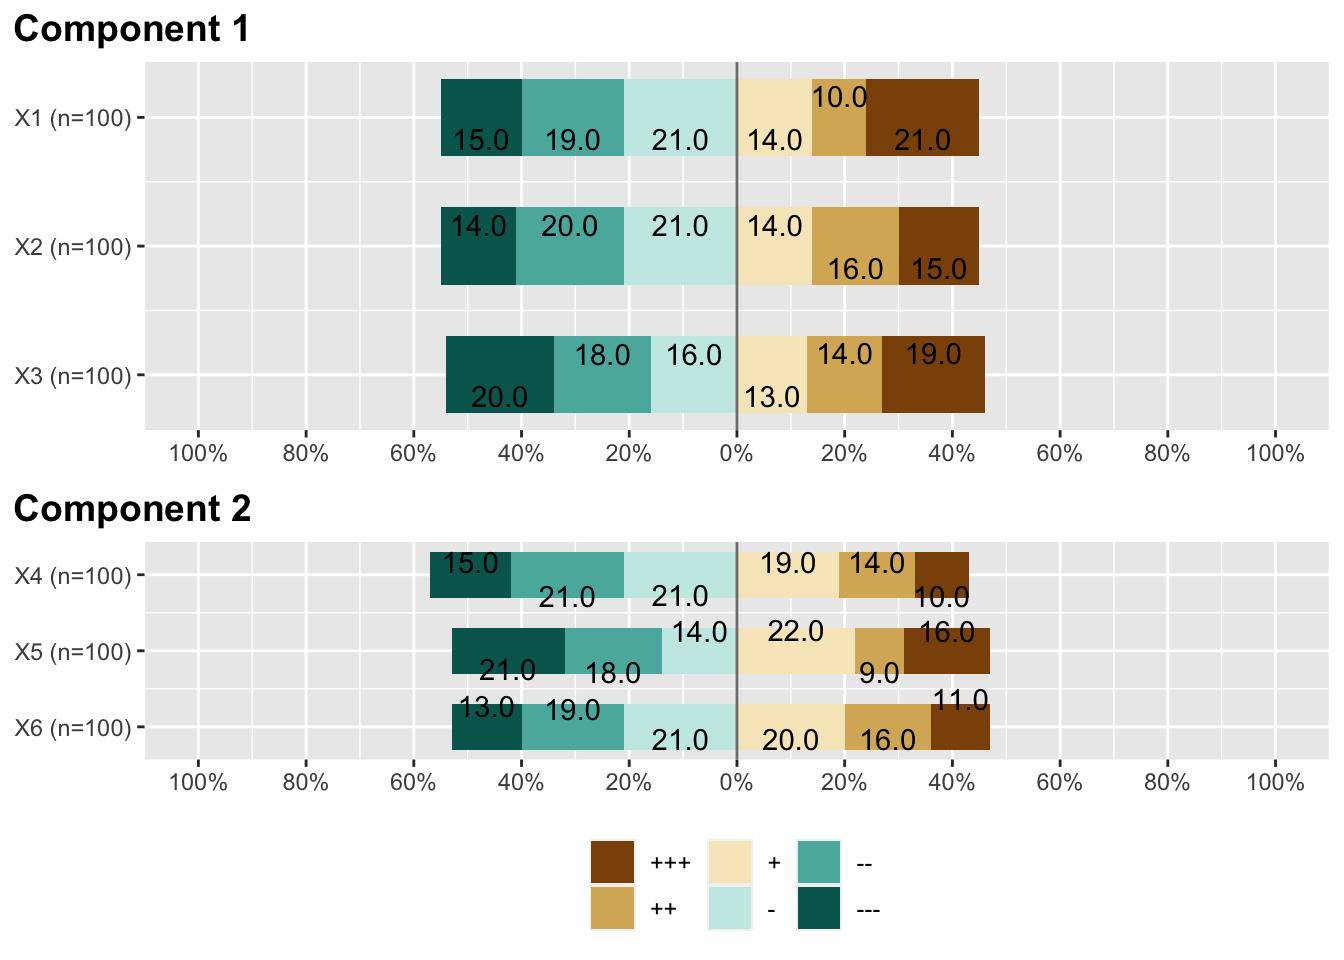 Component 1
X1 (n=100)
10.0
15.0 19.0 21.0 14.0 21.0
X2 (n=100)
14.0 20.0 21.0 14.0
16.0 15.0
X3 (n=100)
18.0 16.0 14.0 19.0
20.0 13.0
100% 80% 60% 40% 20% 0% 20% 40% 60% 80% 100%
Component 2
X4 (n=100)
15.0 19.0 14.0
21.0 21.0 10.0
X5 (n=100)
14.0 22.0 16.0
21.0 18.0 9.0
X6 (n=100)
13.0 19.0 11.0
21.0 20.0 16.0
100% 80% 60% 40% 20% 0% 20% 40% 60% 80% 100%
+++ + --
++ - ---